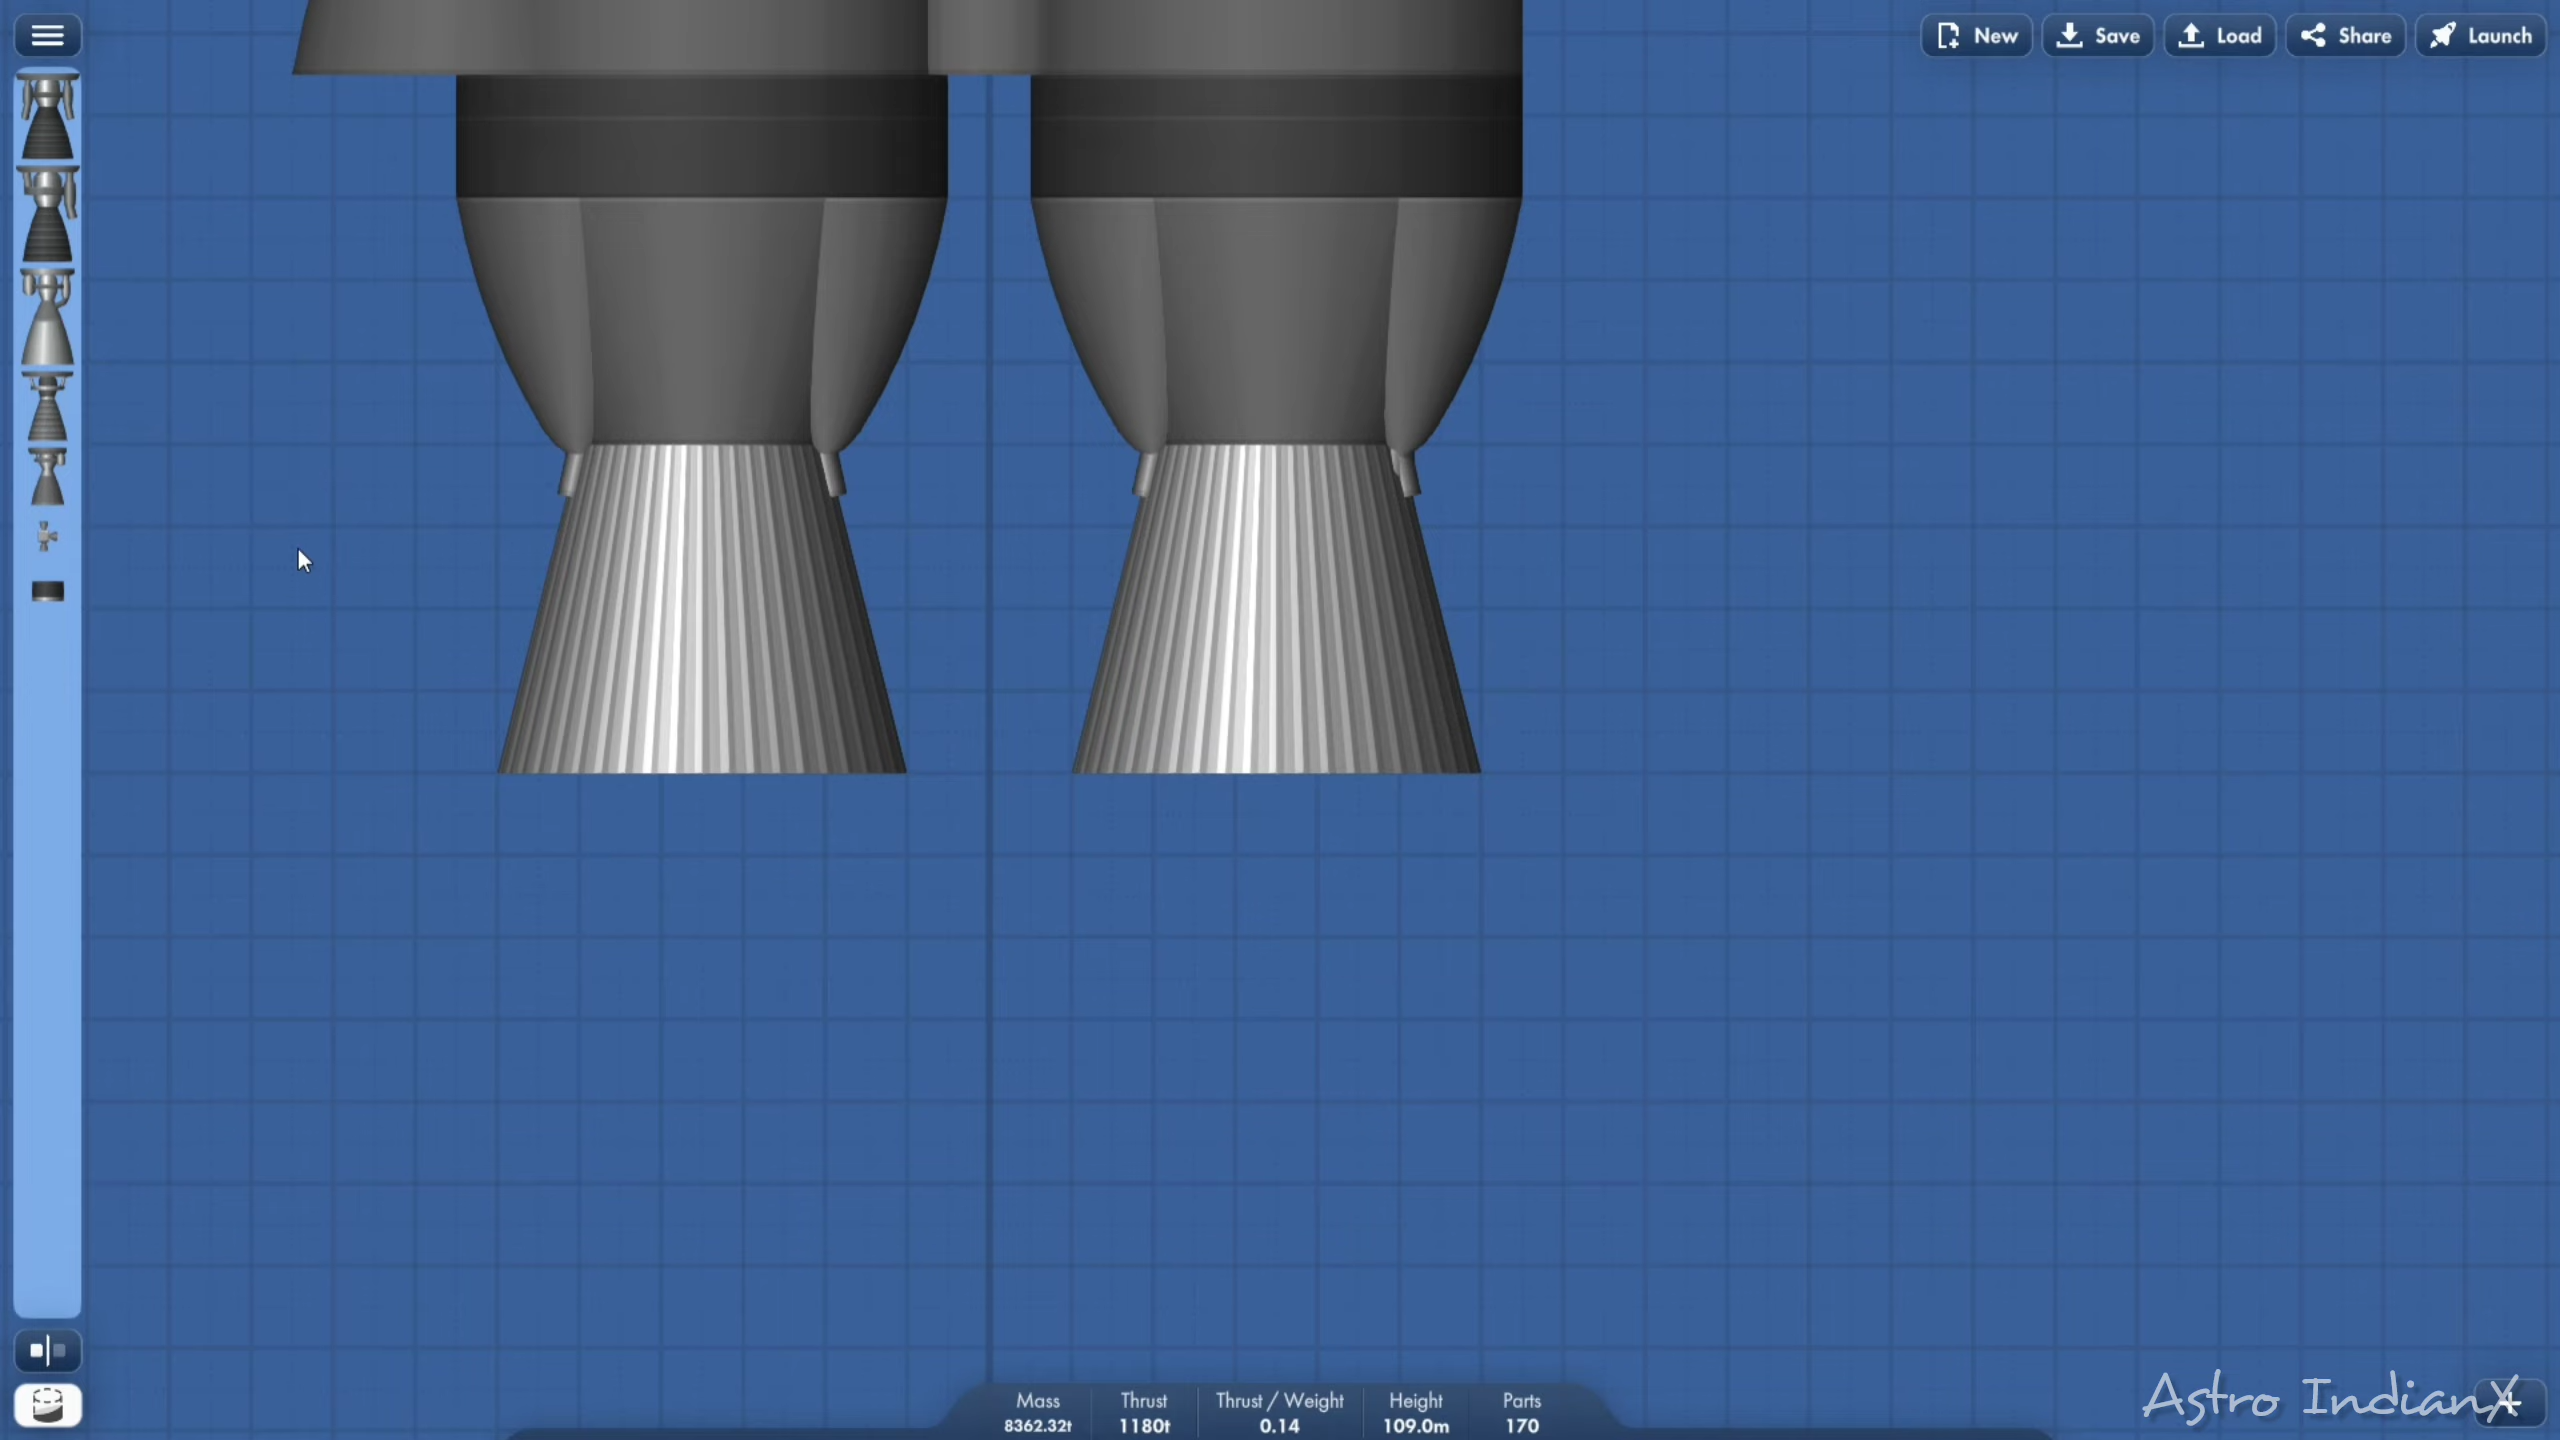 New Save Load Share Launch
Mass Thrust Thrust / Weight Height Parts
8362.32t 1180t 0.14 109.0m 170
Astro IndianX